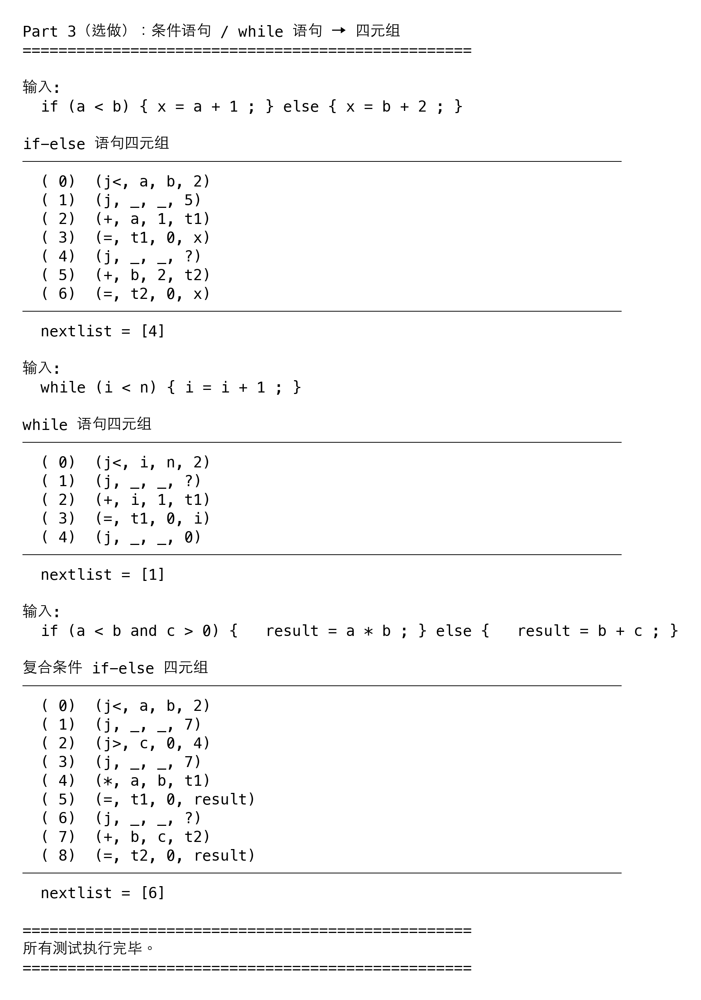 Part 3（选做）：条件语句 / while 语句 → 四元组
==================================================
输入:
  if (a < b) { x = a + 1 ; } else { x = b + 2 ; }
if-else 语句四元组
  ( 0)  (j<, a, b, 2)
  ( 1)  (j, _, _, 5)
  ( 2)  (+, a, 1, t1)
  ( 3)  (=, t1, 0, x)
  ( 4)  (j, _, _, ?)
  ( 5)  (+, b, 2, t2)
  ( 6)  (=, t2, 0, x)
  nextlist = [4]
输入:
  while (i < n) { i = i + 1 ; }
while 语句四元组
  ( 0)  (j<, i, n, 2)
  ( 1)  (j, _, _, ?)
  ( 2)  (+, i, 1, t1)
  ( 3)  (=, t1, 0, i)
  ( 4)  (j, _, _, 0)
  nextlist = [1]
输入:
  if (a < b and c > 0) {   result = a * b ; } else {   result = b + c ; }
复合条件 if-else 四元组
  ( 0)  (j<, a, b, 2)
  ( 1)  (j, _, _, 7)
  ( 2)  (j>, c, 0, 4)
  ( 3)  (j, _, _, 7)
  ( 4)  (*, a, b, t1)
  ( 5)  (=, t1, 0, result)
  ( 6)  (j, _, _, ?)
  ( 7)  (+, b, c, t2)
  ( 8)  (=, t2, 0, result)
  nextlist = [6]
==================================================
所有测试执行完毕。
==================================================